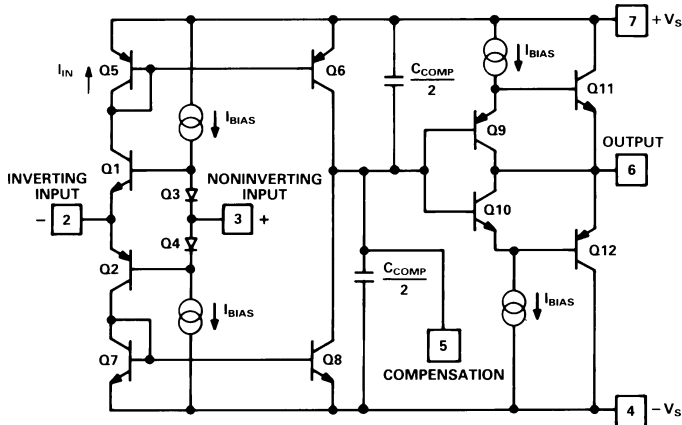 7 +VS
IIN
Q5
Q6
CCOMP
2
IBIAS
Q11
IBIAS
Q9
Q1
Q3
INVERTING
INPUT
NONINVERTING
INPUT
OUTPUT
− 2
3 +
6
Q10
Q4
Q12
Q2
CCOMP
2
IBIAS
IBIAS
5
Q7
Q8
COMPENSATION
4 −VS